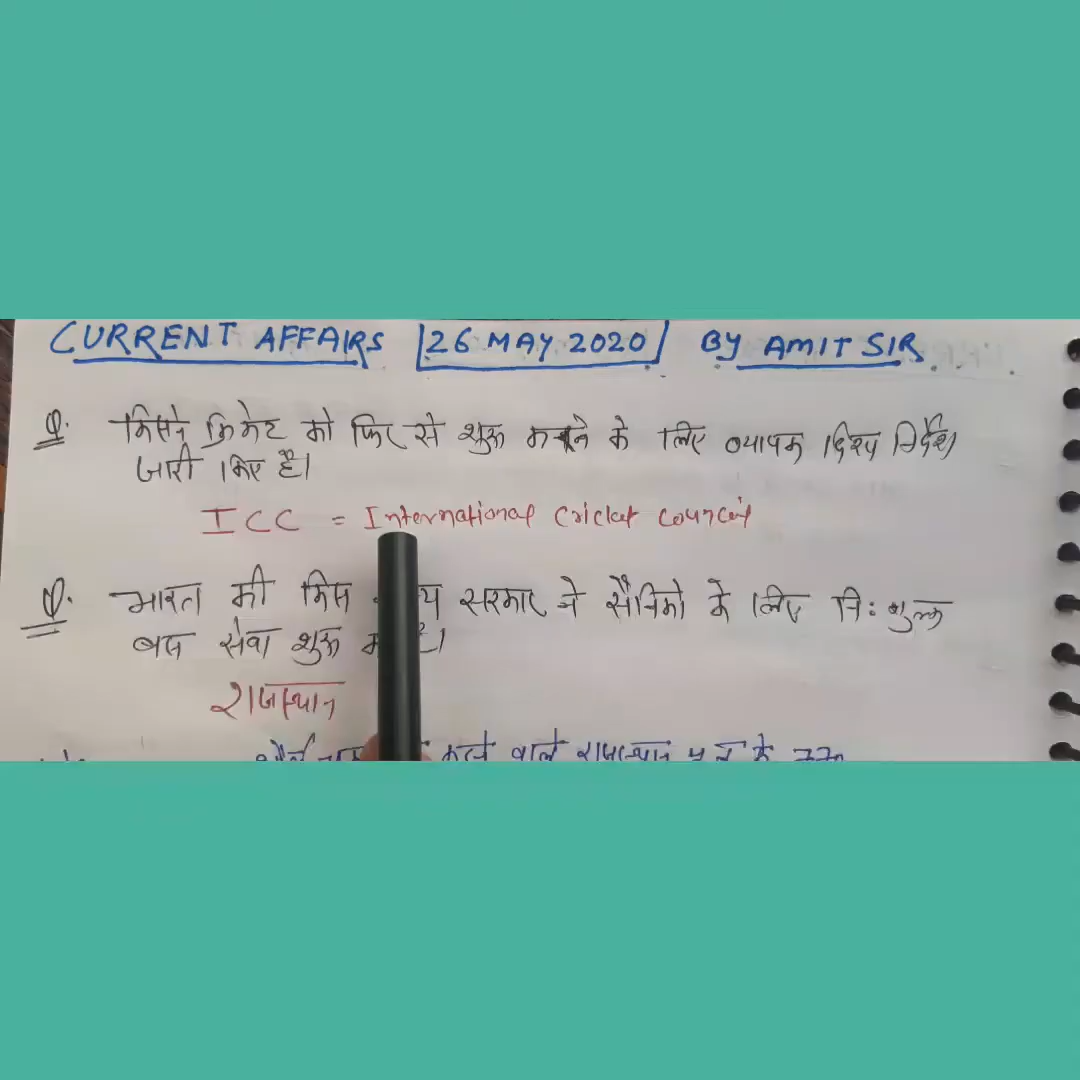 CURRENT AFFAIRS 26 MAY 2020 BY AMIT SIR
Q. किसने क्रिकेट को फिर से शुरू करने के लिए व्यापक दिशा निर्देश
जारी किए है।
ICC = International Cricket Council
Q. भारत की किस सरकार ने सैनिको के लिए नि: शुल्क
बस सेवा शुरू है।
राजस्थान
वाले राजस्थान के